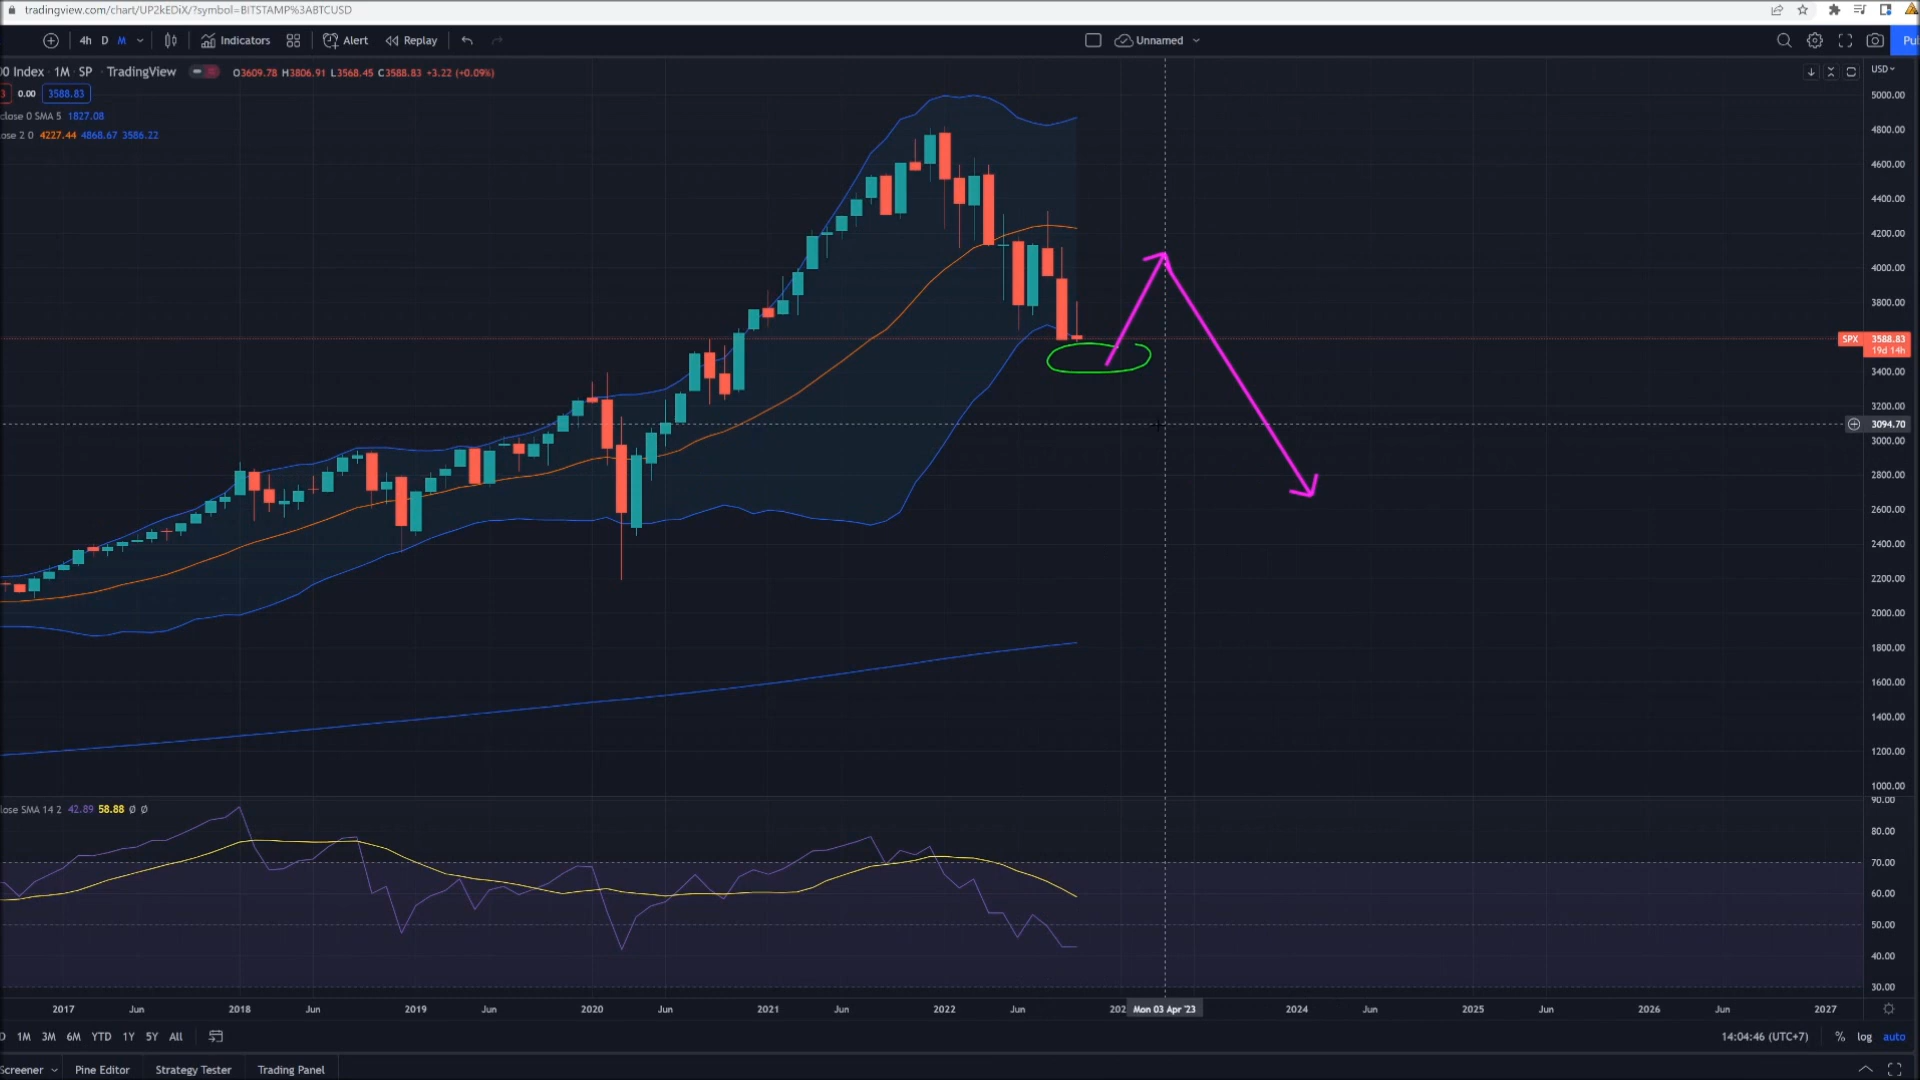 tradingview.com/chart/UP2kEDiX/?symbol=BITSTAMP%3ABTCUSD
4h D M Indicators Alert Replay Unnamed Pu
00 Index · 1M · SP · TradingView O3609.78 H3806.91 L3568.45 C3588.83 +3.22 (+0.09%) USD
3 0.00 3588.83
close 0 SMA 5 1827.08
ose 2 0 4227.44 4868.67 3586.22
5000.00
4800.00
4600.00
4400.00
4200.00
4000.00
3800.00
SPX 3588.83
19d 14h
3400.00
3200.00
3094.70
3000.00
2800.00
2600.00
2400.00
2200.00
2000.00
1800.00
1600.00
1400.00
1200.00
1000.00
lose SMA 14 2 42.89 58.88 Ø Ø
90.00
80.00
70.00
60.00
50.00
40.00
30.00
2017 Jun 2018 Jun 2019 Jun 2020 Jun 2021 Jun 2022 Jun 202 Mon 03 Apr '23 2024 Jun 2025 Jun 2026 Jun 2027
D 1M 3M 6M YTD 1Y 5Y All 14:04:46 (UTC+7) % log auto
Screener Pine Editor Strategy Tester Trading Panel